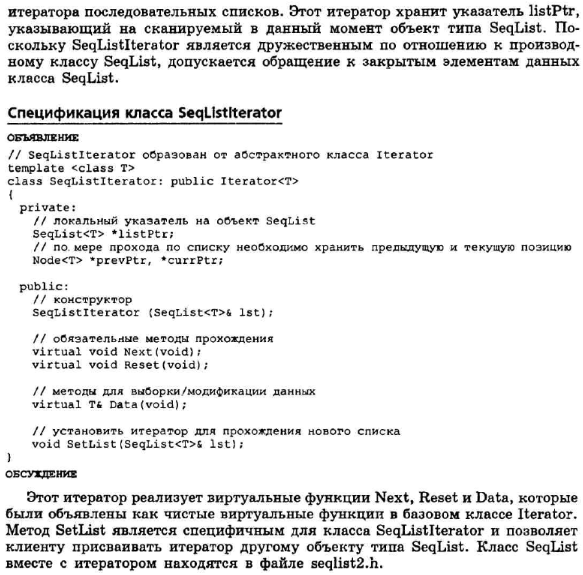 итератора последовательных списков. Этот итератор хранит указатель listPtr,
указывающий на сканируемый в данный момент объект типа SeqList. По-
скольку SeqListIterator является дружественным по отношению к производ-
ному классу SeqList, допускается обращение к закрытым элементам данных
класса SeqList.
Спецификация класса SeqListIterator
ОБЪЯВЛЕНИЕ
// SeqListIterator образован от абстрактного класса Iterator
template <class T>
class SeqListIterator: public Iterator<T>
{
private:
// локальный указатель на объект SeqList
SeqList<T> *listPtr;
// по мере прохода по списку необходимо хранить предыдущую и текущую позицию
Node<T> *prevPtr, *currPtr;
public:
// конструктор
SeqListIterator (SeqList<T>& lst);
// обязательные методы прохождения
virtual void Next(void);
virtual void Reset(void);
// методы для выборки/модификации данных
virtual T& Data(void);
// установить итератор для прохождения нового списка
void SetList(SeqList<T>& lst);
}
ОБСУЖДЕНИЕ
Этот итератор реализует виртуальные функции Next, Reset и Data, которые
были объявлены как чистые виртуальные функции в базовом классе Iterator.
Метод SetList является специфичным для класса SeqListIterator и позволяет
клиенту присваивать итератор другому объекту типа SeqList. Класс SeqList
вместе с итератором находятся в файле seqlist2.h.